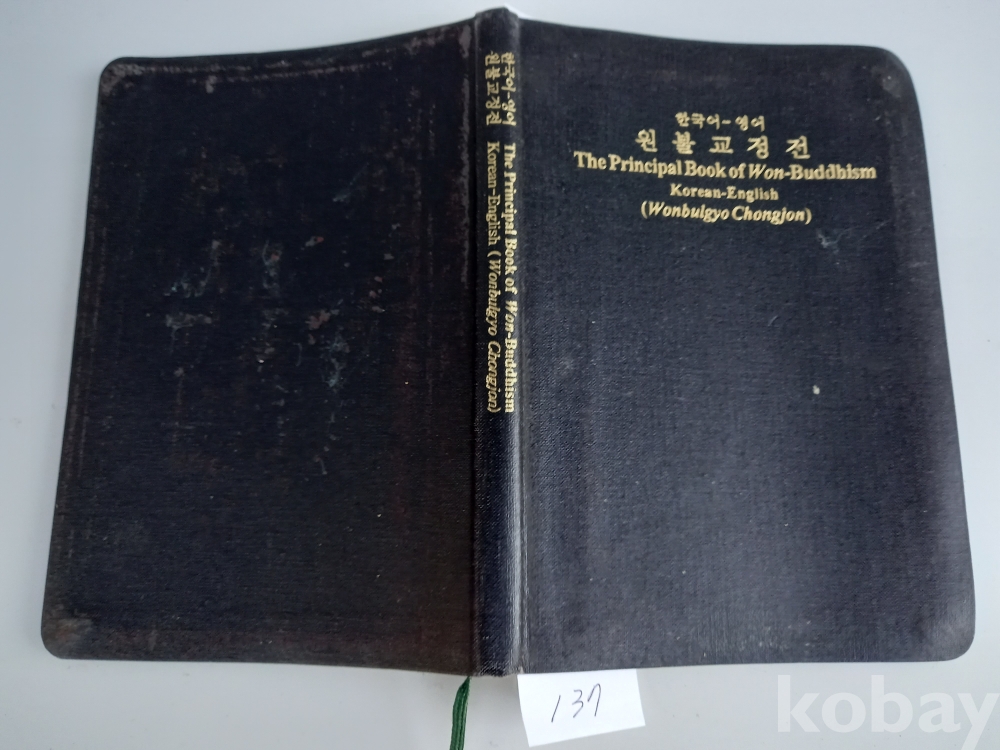 한국어-영어
원불교정전
The Principal Book of Won-Buddhism
Korean-English (Wonbulgyo Chongjon)
한국어-영어
원불교정전
The Principal Book of Won-Buddhism
Korean-English
(Wonbulgyo Chongjon)
137
kobay